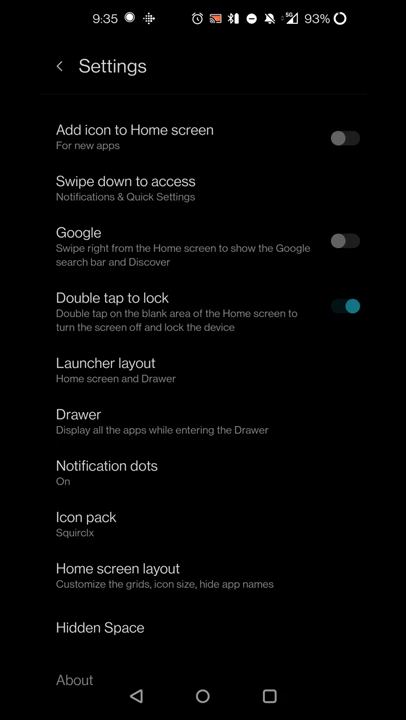 9:35
5G
93%
Settings
Add icon to Home screen
For new apps
Swipe down to access
Notifications & Quick Settings
Google
Swipe right from the Home screen to show the Google
search bar and Discover
Double tap to lock
Double tap on the blank area of the Home screen to
turn the screen off and lock the device
Launcher layout
Home screen and Drawer
Drawer
Display all the apps while entering the Drawer
Notification dots
On
Icon pack
Squirclx
Home screen layout
Customize the grids, icon size, hide app names
Hidden Space
About